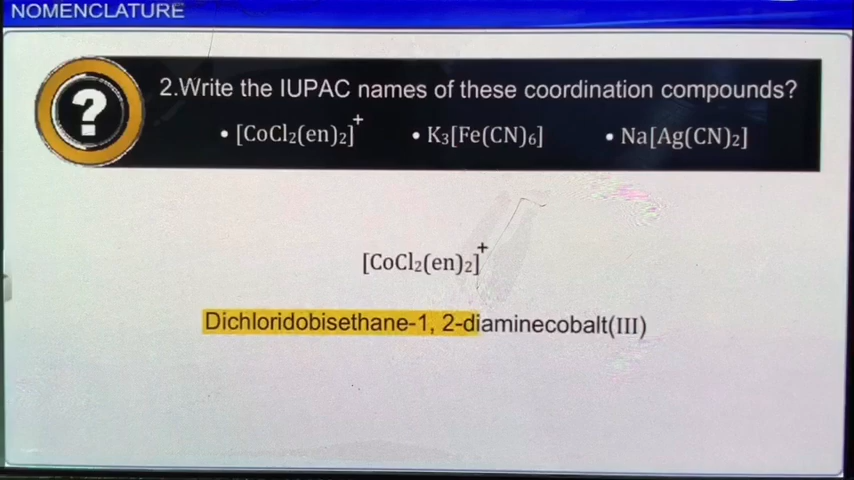 NOMENCLATURE
?
2.Write the IUPAC names of these coordination compounds?
• [CoCl₂(en)₂]⁺ • K₃[Fe(CN)₆] • Na[Ag(CN)₂]
[CoCl₂(en)₂]⁺
Dichloridobisethane-1, 2-diaminecobalt(III)